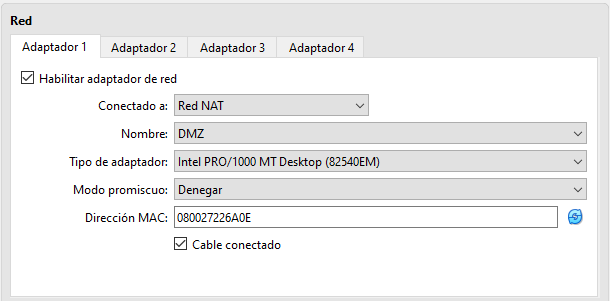 Red
Adaptador 1 Adaptador 2 Adaptador 3 Adaptador 4
Habilitar adaptador de red
Conectado a: Red NAT
Nombre: DMZ
Tipo de adaptador: Intel PRO/1000 MT Desktop (82540EM)
Modo promiscuo: Denegar
Dirección MAC: 080027226A0E
Cable conectado